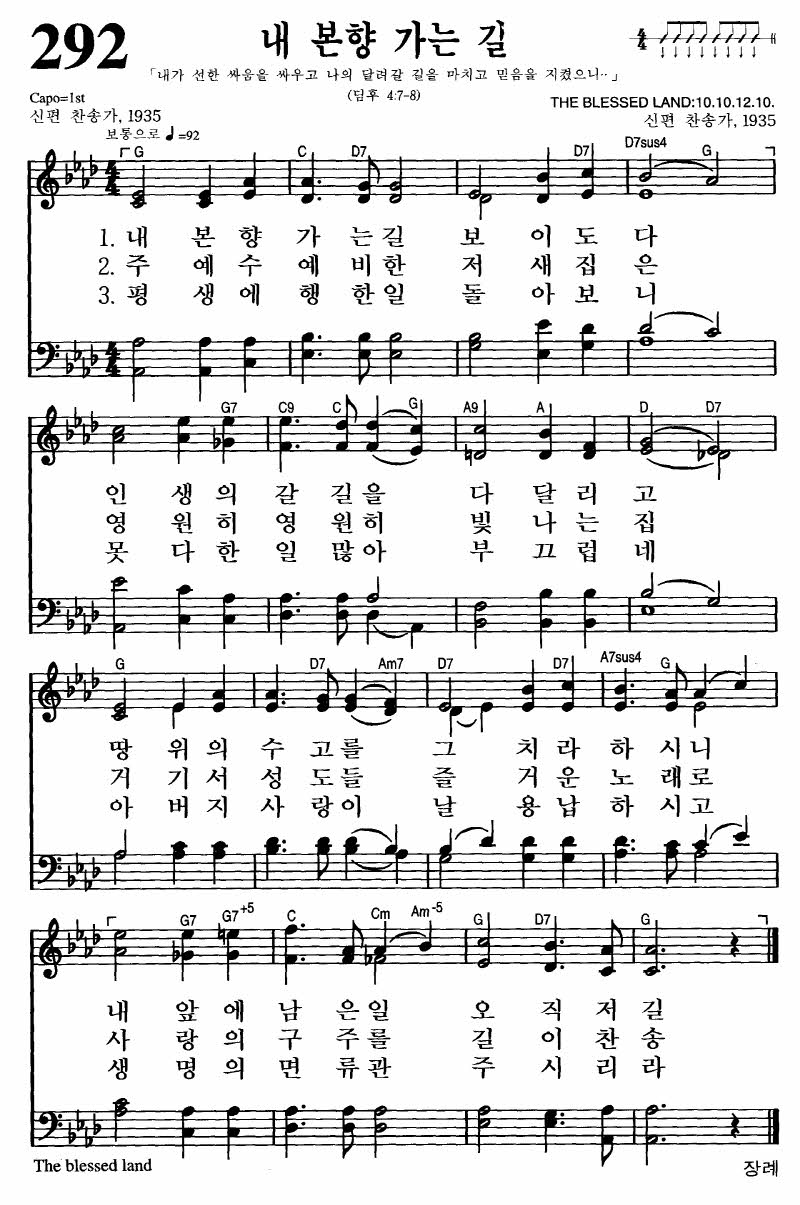 292
내 본향 가는 길
「내가 선한 싸움을 싸우고 나의 달려갈 길을 마치고 믿음을 지켰으니··」
(딤후 4:7-8)
Capo=1st
신편 찬송가, 1935
THE BLESSED LAND:10.10.12.10.
신편 찬송가, 1935
보통으로 ♩=92
G C D7 D7 D7sus4 G
1. 내 본 향 가 는 길 보 이 도 다
2. 주 예 수 예 비 한 저 새 집 은
3. 평 생 에 행 한 일 돌 아 보 니
G7 C9 C G A9 A D D7
인 생 의 갈 길 을 다 달 리 고
영 원 히 영 원 히 빛 나 는 집
못 다 한 일 많 아 부 끄 럽 네
G D7 Am7 D7 D7 A7sus4 G
땅 위 의 수 고 를 그 치 라 하 시 니
거 기 서 성 도 들 즐 거 운 노 래 로
아 버 지 사 랑 이 날 용 납 하 시 고
G7 G7+5 C Cm Am-5 G D7 G
내 앞 에 남 은 일 오 직 저 길
사 랑 의 구 주 를 길 이 찬 송
생 명 의 면 류 관 주 시 리 라
The blessed land
장례